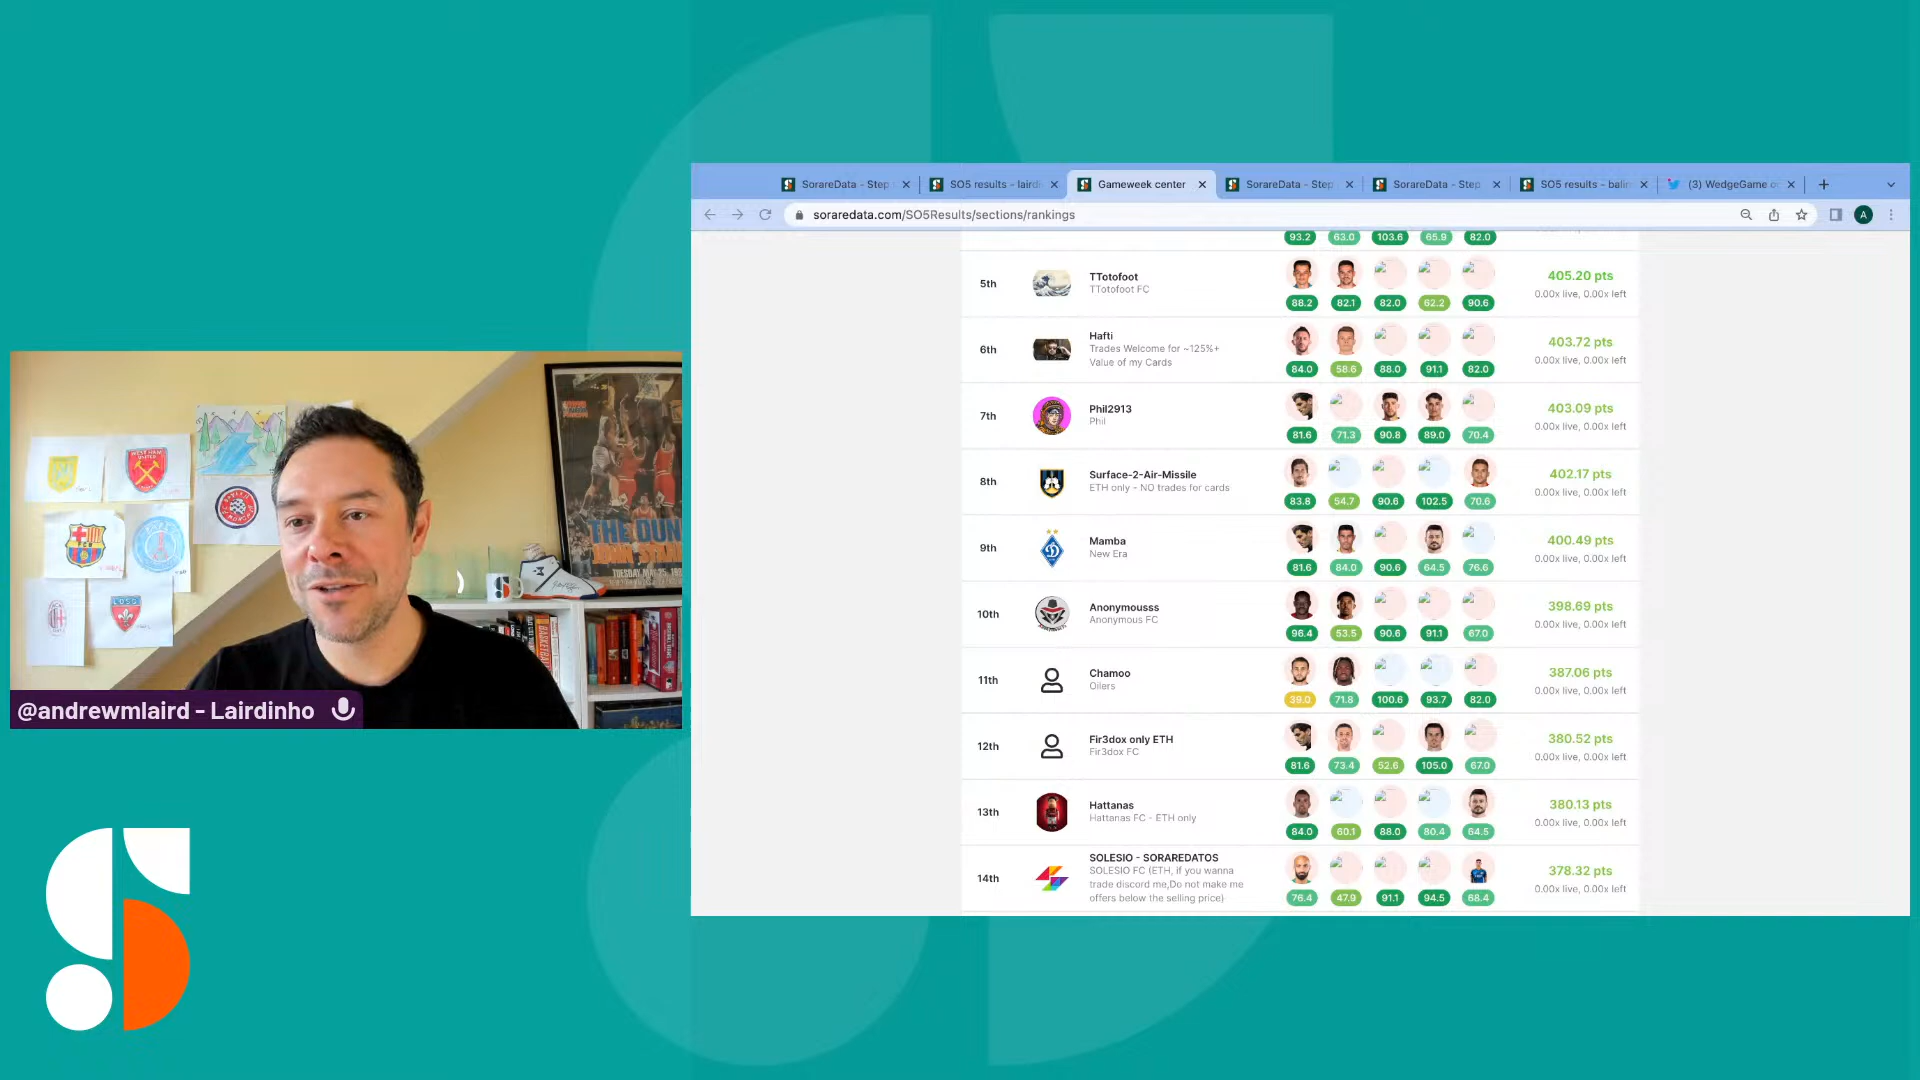 SorareData - Step
SO5 results - lairdi
Gameweek center
SorareData - Step
SorareData - Step
SO5 results - balin
(3) WedgeGame o
soraredata.com/SO5Results/sections/rankings
A
93.2 63.0 103.6 65.9 82.0
5th
TTotofoot
TTotofoot FC
88.2 82.1 82.0 62.2 90.6
405.20 pts
0.00x live, 0.00x left
6th
Hafti
Trades Welcome for ~125%+
Value of my Cards
84.0 58.6 88.0 91.1 82.0
403.72 pts
0.00x live, 0.00x left
7th
Phil2913
Phil
81.6 71.3 90.8 89.0 70.4
403.09 pts
0.00x live, 0.00x left
8th
Surface-2-Air-Missile
ETH only - NO trades for cards
83.8 54.7 90.6 102.5 70.6
402.17 pts
0.00x live, 0.00x left
9th
Mamba
New Era
81.6 84.0 90.6 64.5 76.6
400.49 pts
0.00x live, 0.00x left
10th
Anonymousss
Anonymous FC
96.4 53.5 90.6 91.1 67.0
398.69 pts
0.00x live, 0.00x left
11th
Chamoo
Oilers
39.0 71.8 100.6 93.7 82.0
387.06 pts
0.00x live, 0.00x left
12th
Fir3dox only ETH
Fir3dox FC
81.6 73.4 52.6 105.0 67.0
380.52 pts
0.00x live, 0.00x left
13th
Hattanas
Hattanas FC - ETH only
84.0 60.1 88.0 80.4 64.5
380.13 pts
0.00x live, 0.00x left
14th
SOLESIO - SORAREDATOS
SOLESIO FC (ETH, if you wanna
trade discord me,Do not make me
offers below the selling price)
76.4 47.9 91.1 94.5 68.4
378.32 pts
0.00x live, 0.00x left
WEST HAM
UNITED
FCB
LOSC
THE DUN
TUESDAY MAY 25, 19
BASKETBALL
@andrewmlaird - Lairdinho